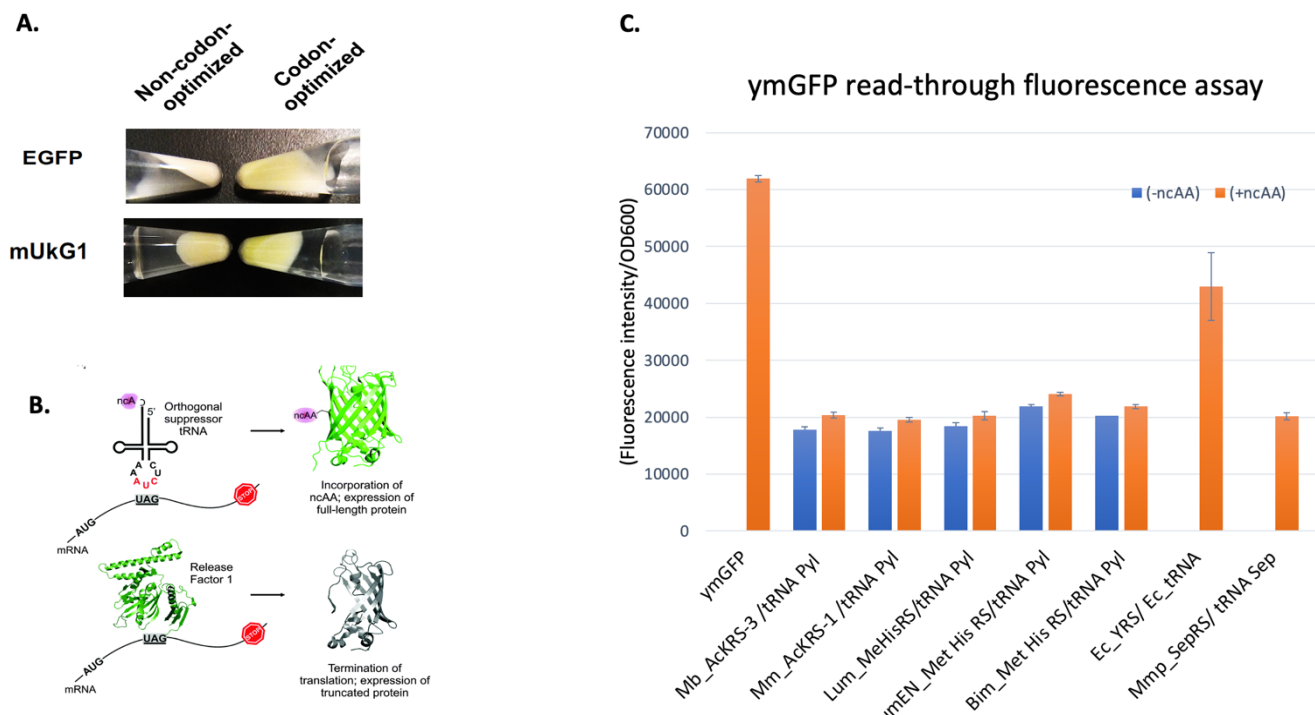 A.
Non-codon-
optimized
Codon-
optimized
EGFP
mUkG1
B.
ncA
5'
Orthogonal
suppressor
tRNA
A A A U C U C
UAG
AUG
mRNA
STOP
ncAA
Incorporation of
ncAA; expression of
full-length protein
Release
Factor 1
UAG
AUG
mRNA
STOP
Termination of
translation; expression of
truncated protein
C.
ymGFP read-through fluorescence assay
(Fluorescence intensity/OD600)
70000
60000
50000
40000
30000
20000
10000
0
(-ncAA) (+ncAA)
ymGFP
Mb_AcKRS-3 /tRNA Pyl
Mm_AcKRS-1 /tRNA Pyl
Lum_MeHisRS/tRNA Pyl
umEN_Met His RS/tRNA Pyl
Bim_Met His RS/tRNA Pyl
Ec_YRS/ Ec_tRNA
Mmp_SepRS/ tRNA Sep